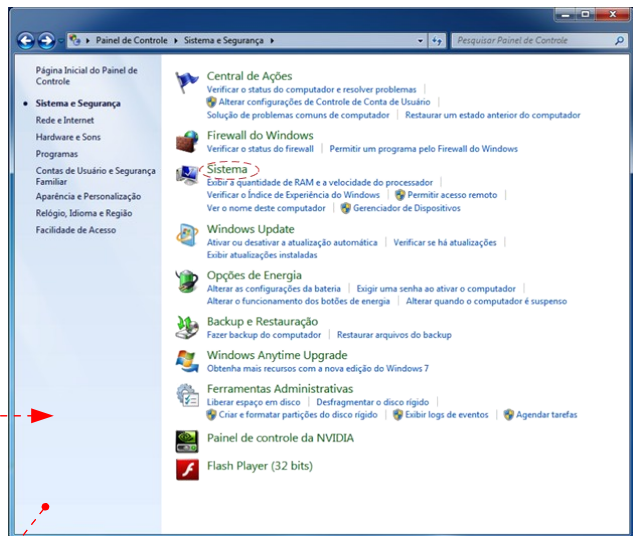 Painel de Controle ▸ Sistema e Segurança ▸
Pesquisar Painel de Controle
Página Inicial do Painel de
Controle
Sistema e Segurança
Rede e Internet
Hardware e Sons
Programas
Contas de Usuário e Segurança
Familiar
Aparência e Personalização
Relógio, Idioma e Região
Facilidade de Acesso
Central de Ações
Verificar o status do computador e resolver problemas
Alterar configurações de Controle de Conta de Usuário
Solução de problemas comuns de computador | Restaurar um estado anterior do computador
Firewall do Windows
Verificar o status do firewall | Permitir um programa pelo Firewall do Windows
Sistema
Exibir a quantidade de RAM e a velocidade do processador
Verificar o Índice de Experiência do Windows | Permitir acesso remoto
Ver o nome deste computador | Gerenciador de Dispositivos
Windows Update
Ativar ou desativar a atualização automática | Verificar se há atualizações
Exibir atualizações instaladas
Opções de Energia
Alterar as configurações da bateria | Exigir uma senha ao ativar o computador
Alterar o funcionamento dos botões de energia | Alterar quando o computador é suspenso
Backup e Restauração
Fazer backup do computador | Restaurar arquivos do backup
Windows Anytime Upgrade
Obtenha mais recursos com a nova edição do Windows 7
Ferramentas Administrativas
Liberar espaço em disco | Desfragmentar o disco rígido
Criar e formatar partições do disco rígido | Exibir logs de eventos | Agendar tarefas
Painel de controle da NVIDIA
Flash Player (32 bits)